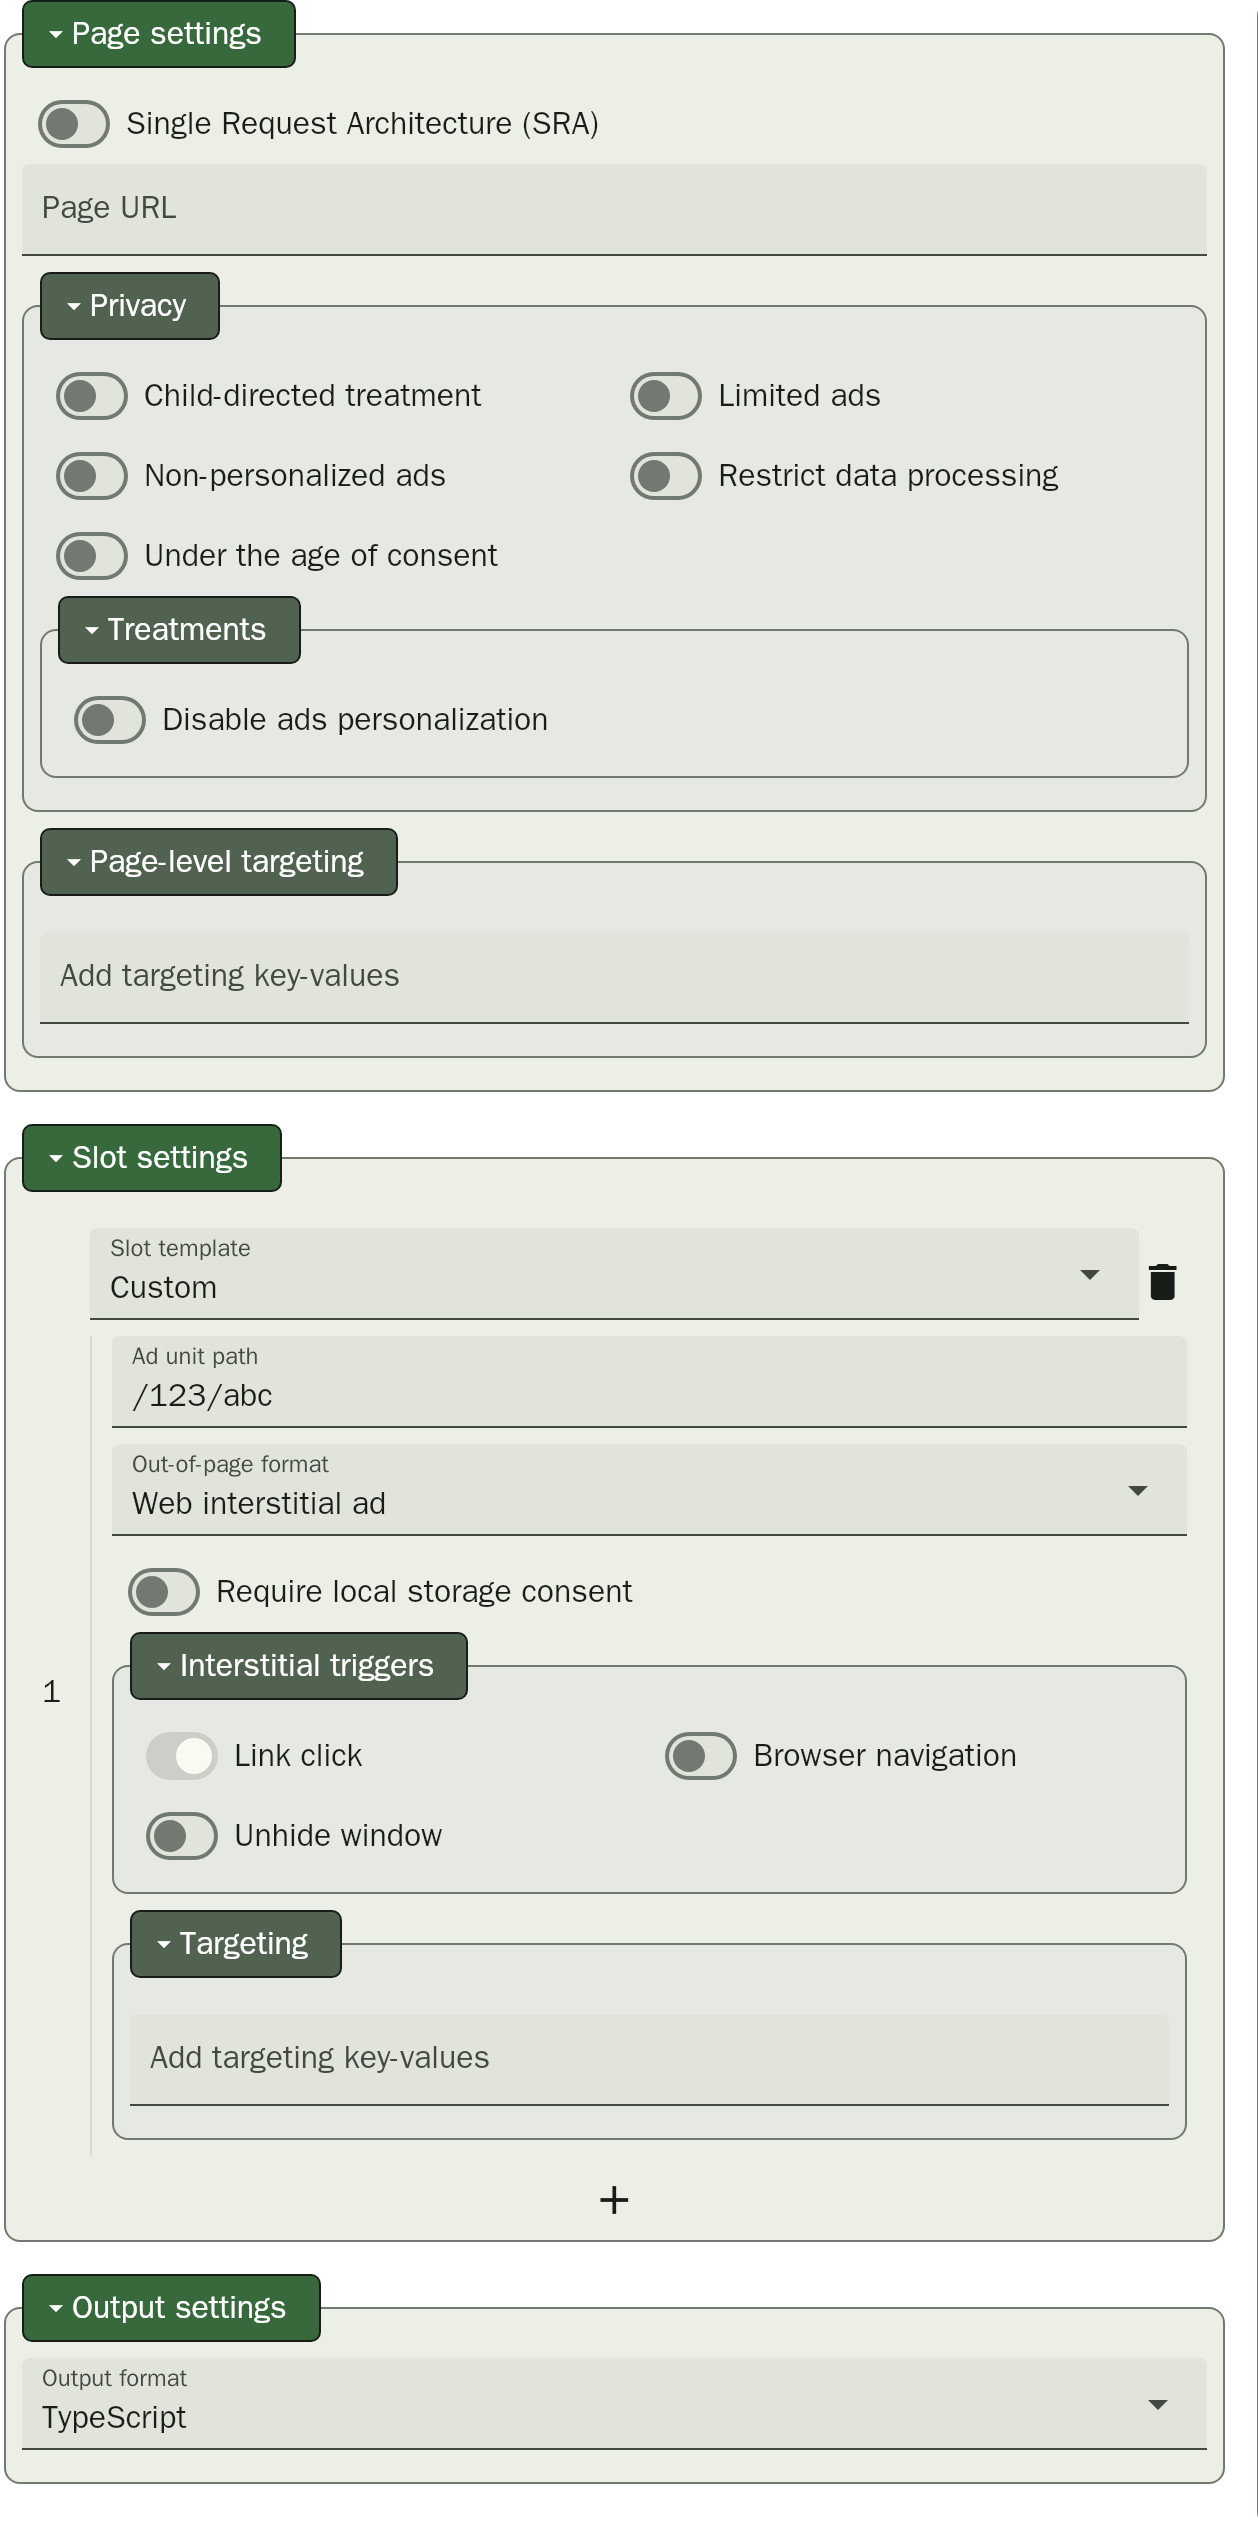 Page settings
Single Request Architecture (SRA)
Page URL
Privacy
Child-directed treatment
Limited ads
Non-personalized ads
Restrict data processing
Under the age of consent
Treatments
Disable ads personalization
Page-level targeting
Add targeting key-values
Slot settings
Slot template
Custom
Ad unit path
/123/abc
Out-of-page format
Web interstitial ad
Require local storage consent
Interstitial triggers
1
Link click
Browser navigation
Unhide window
Targeting
Add targeting key-values
+
Output settings
Output format
TypeScript